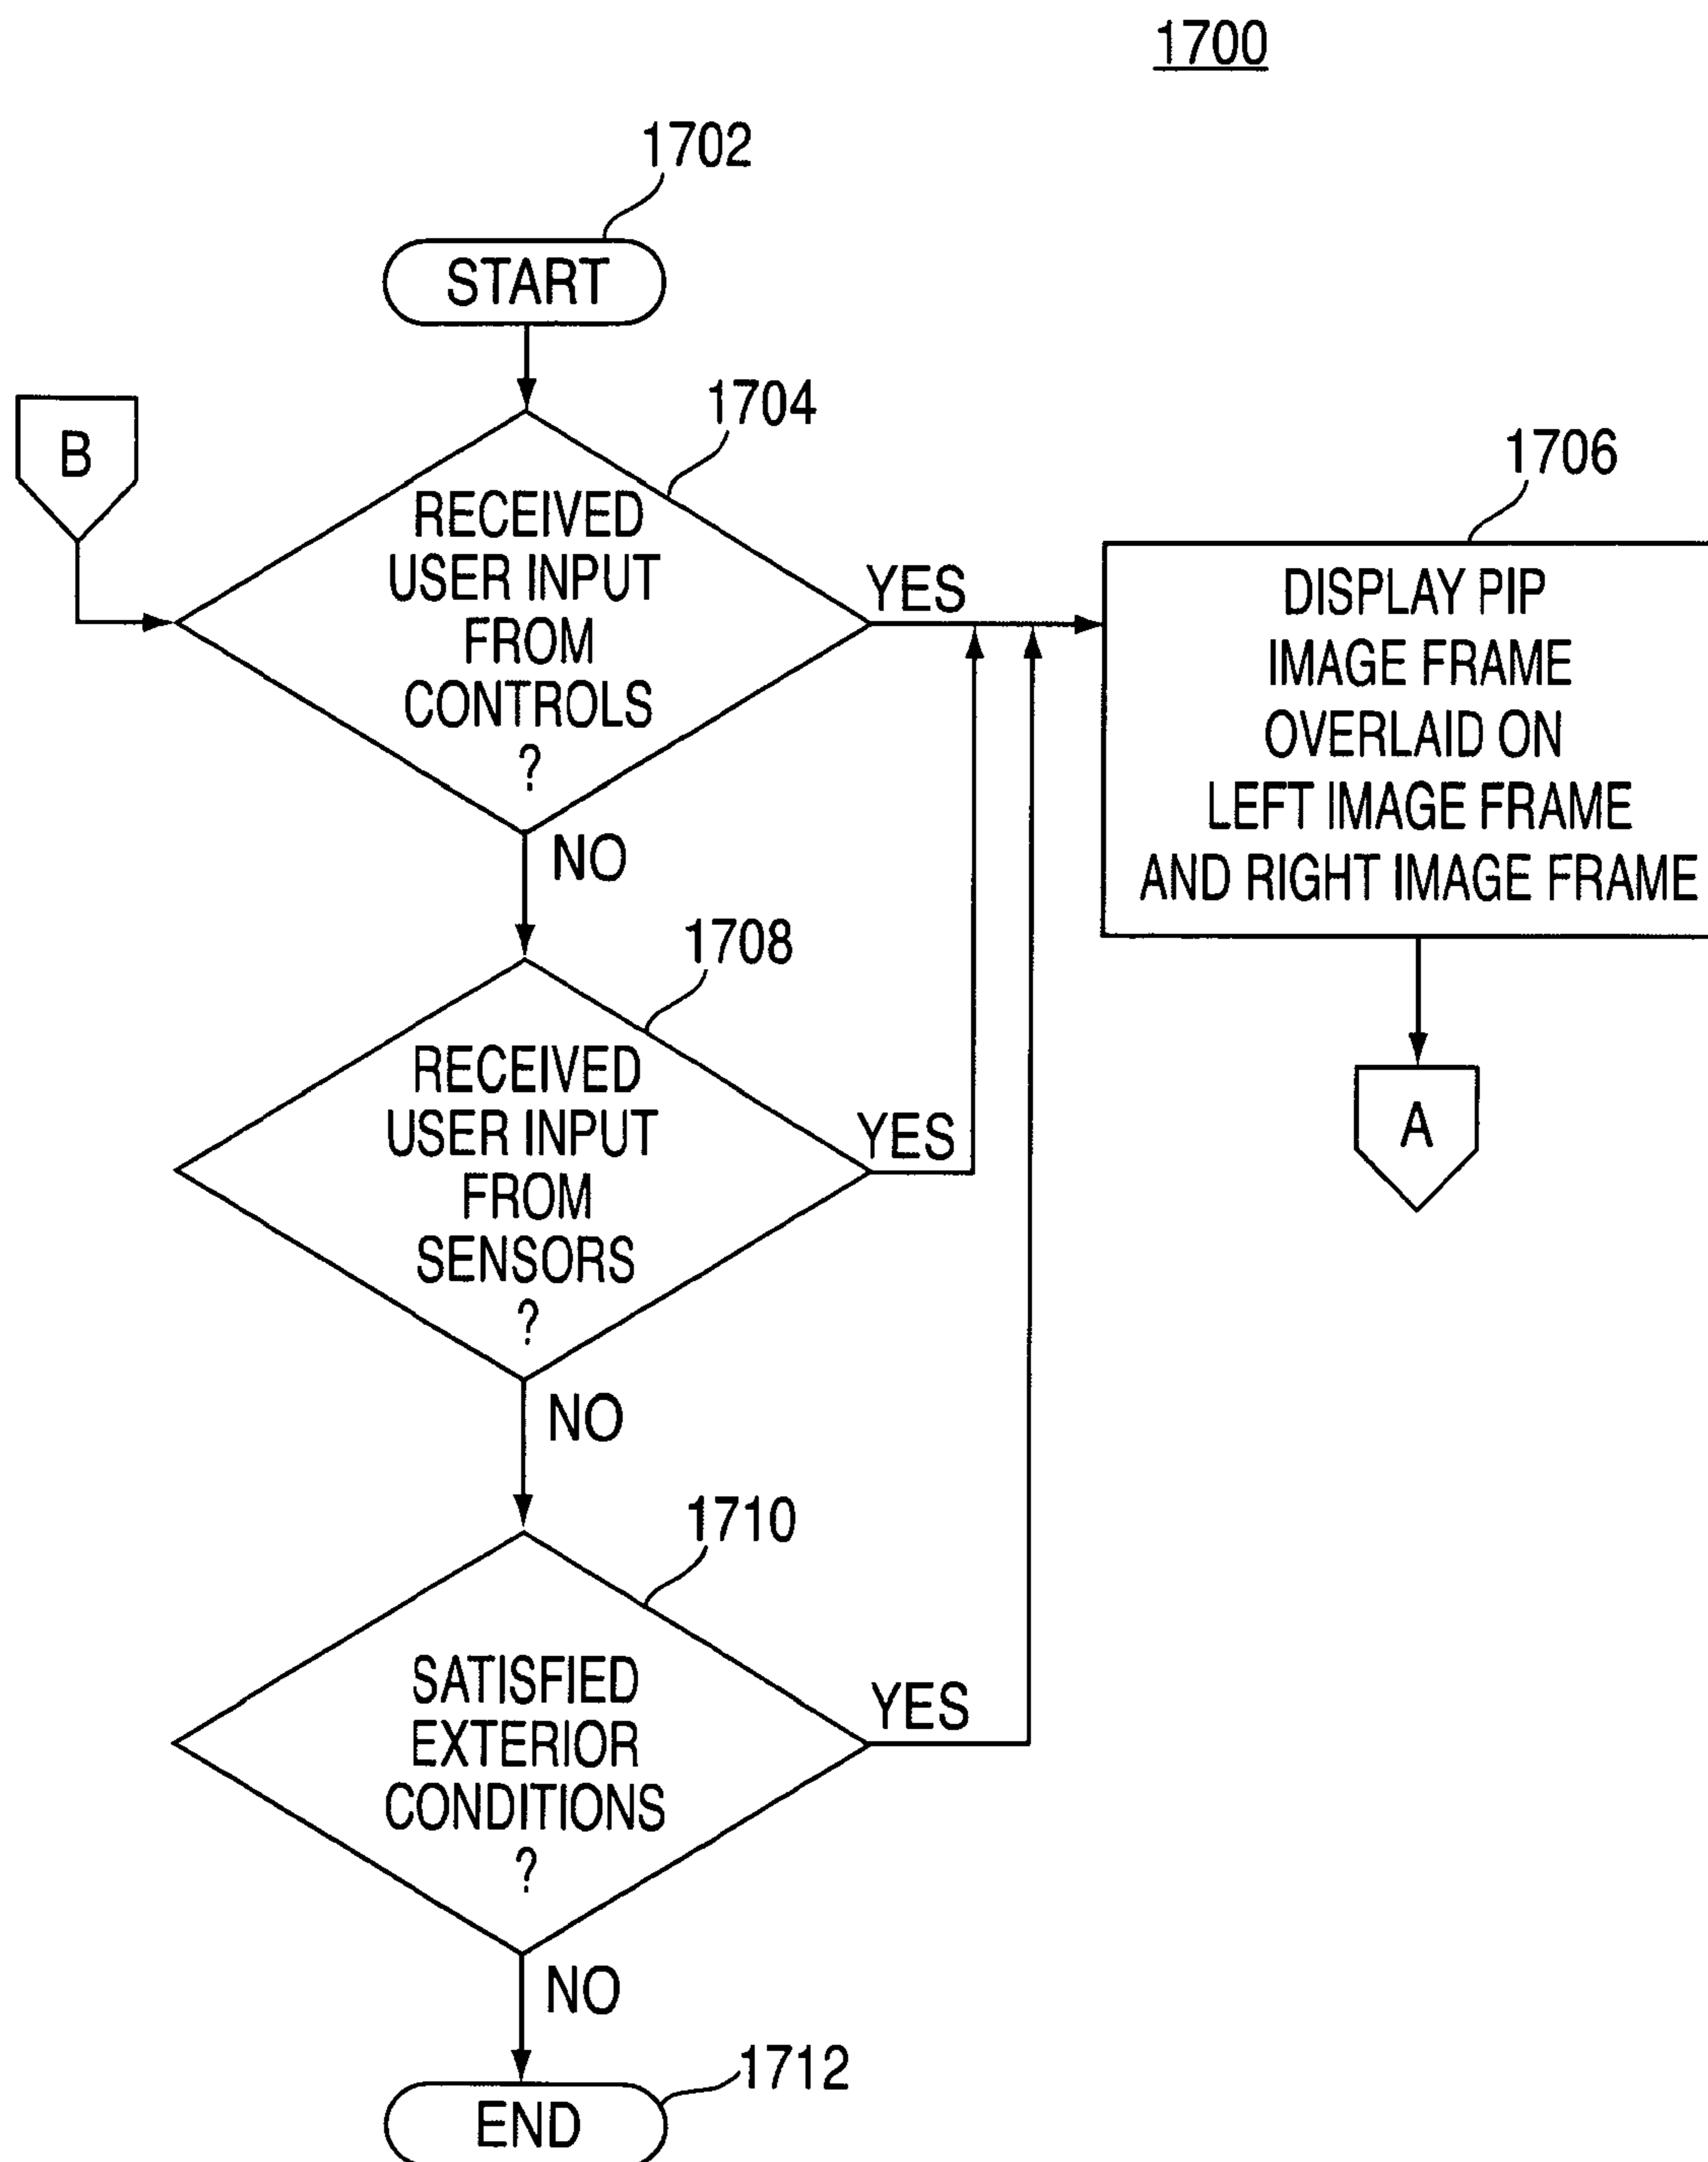 1700
1702
START
B
1704
RECEIVED
USER INPUT
FROM
CONTROLS
?
YES
1706
DISPLAY PIP
IMAGE FRAME
OVERLAID ON
LEFT IMAGE FRAME
AND RIGHT IMAGE FRAME
A
NO
1708
RECEIVED
USER INPUT
FROM
SENSORS
?
YES
NO
1710
SATISFIED
EXTERIOR
CONDITIONS
?
YES
NO
1712
END